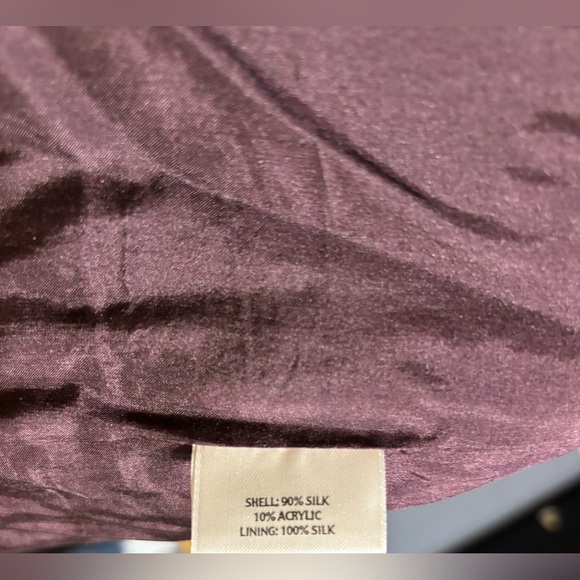 SHELL: 90% SILK
10% ACRYLIC
LINING: 100% SILK